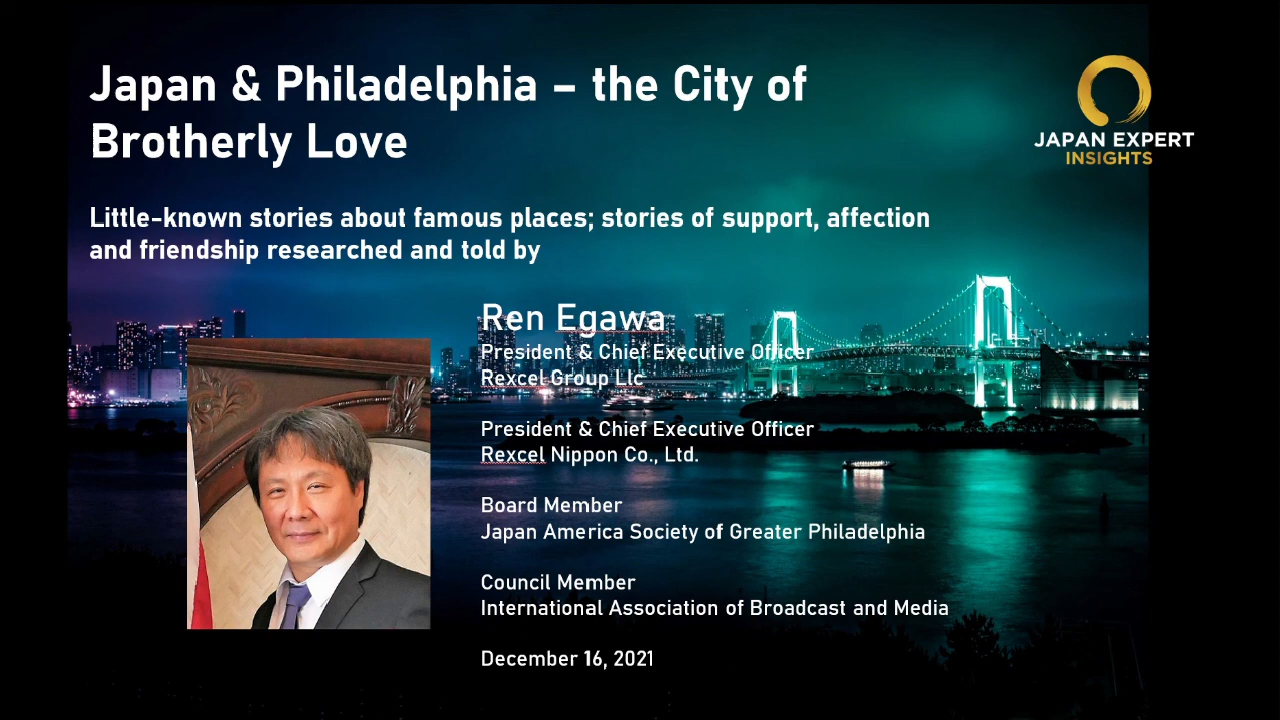 Japan & Philadelphia – the City of
Brotherly Love
JAPAN EXPERT
INSIGHTS
Little-known stories about famous places; stories of support, affection
and friendship researched and told by
Ren Egawa
President & Chief Executive Officer
Rexcel Group Llc
President & Chief Executive Officer
Rexcel Nippon Co., Ltd.
Board Member
Japan America Society of Greater Philadelphia
Council Member
International Association of Broadcast and Media
December 16, 2021